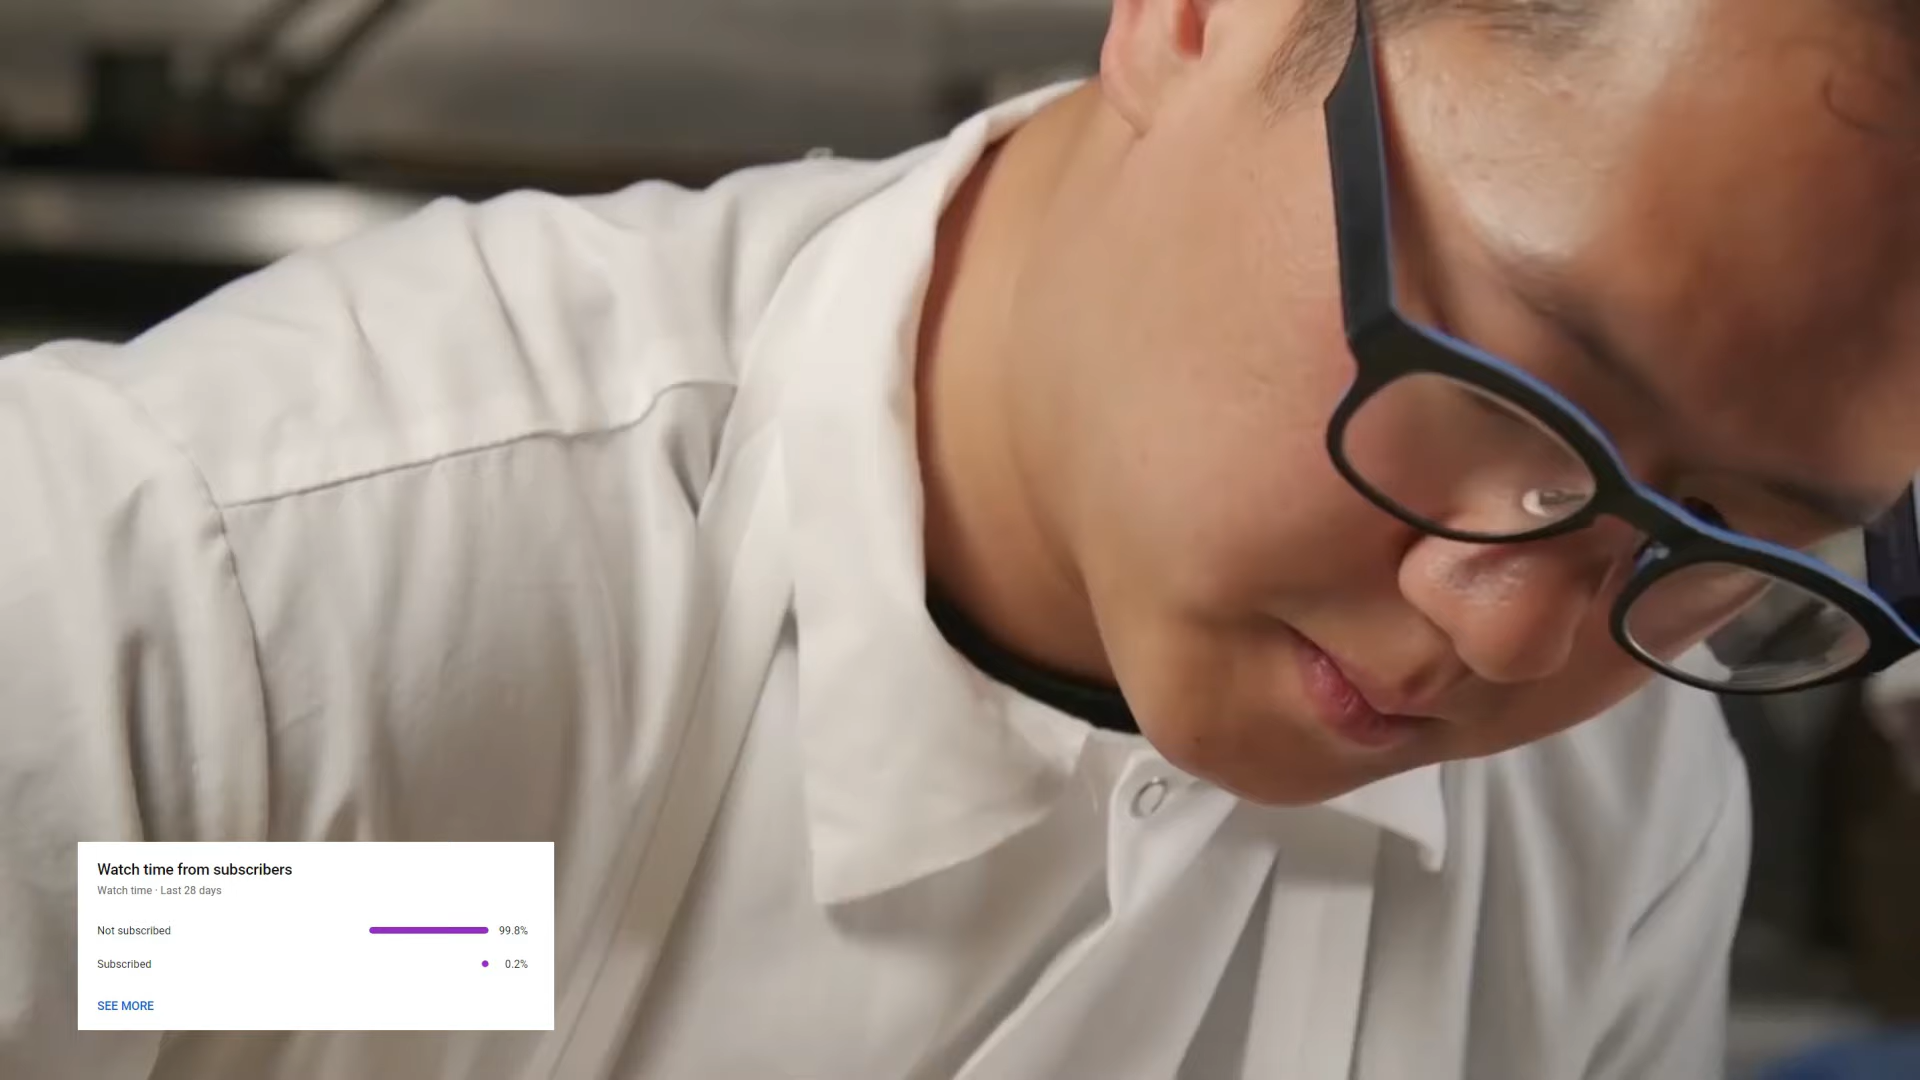 Watch time from subscribers
Watch time · Last 28 days
Not subscribed 99.8%
Subscribed 0.2%
SEE MORE